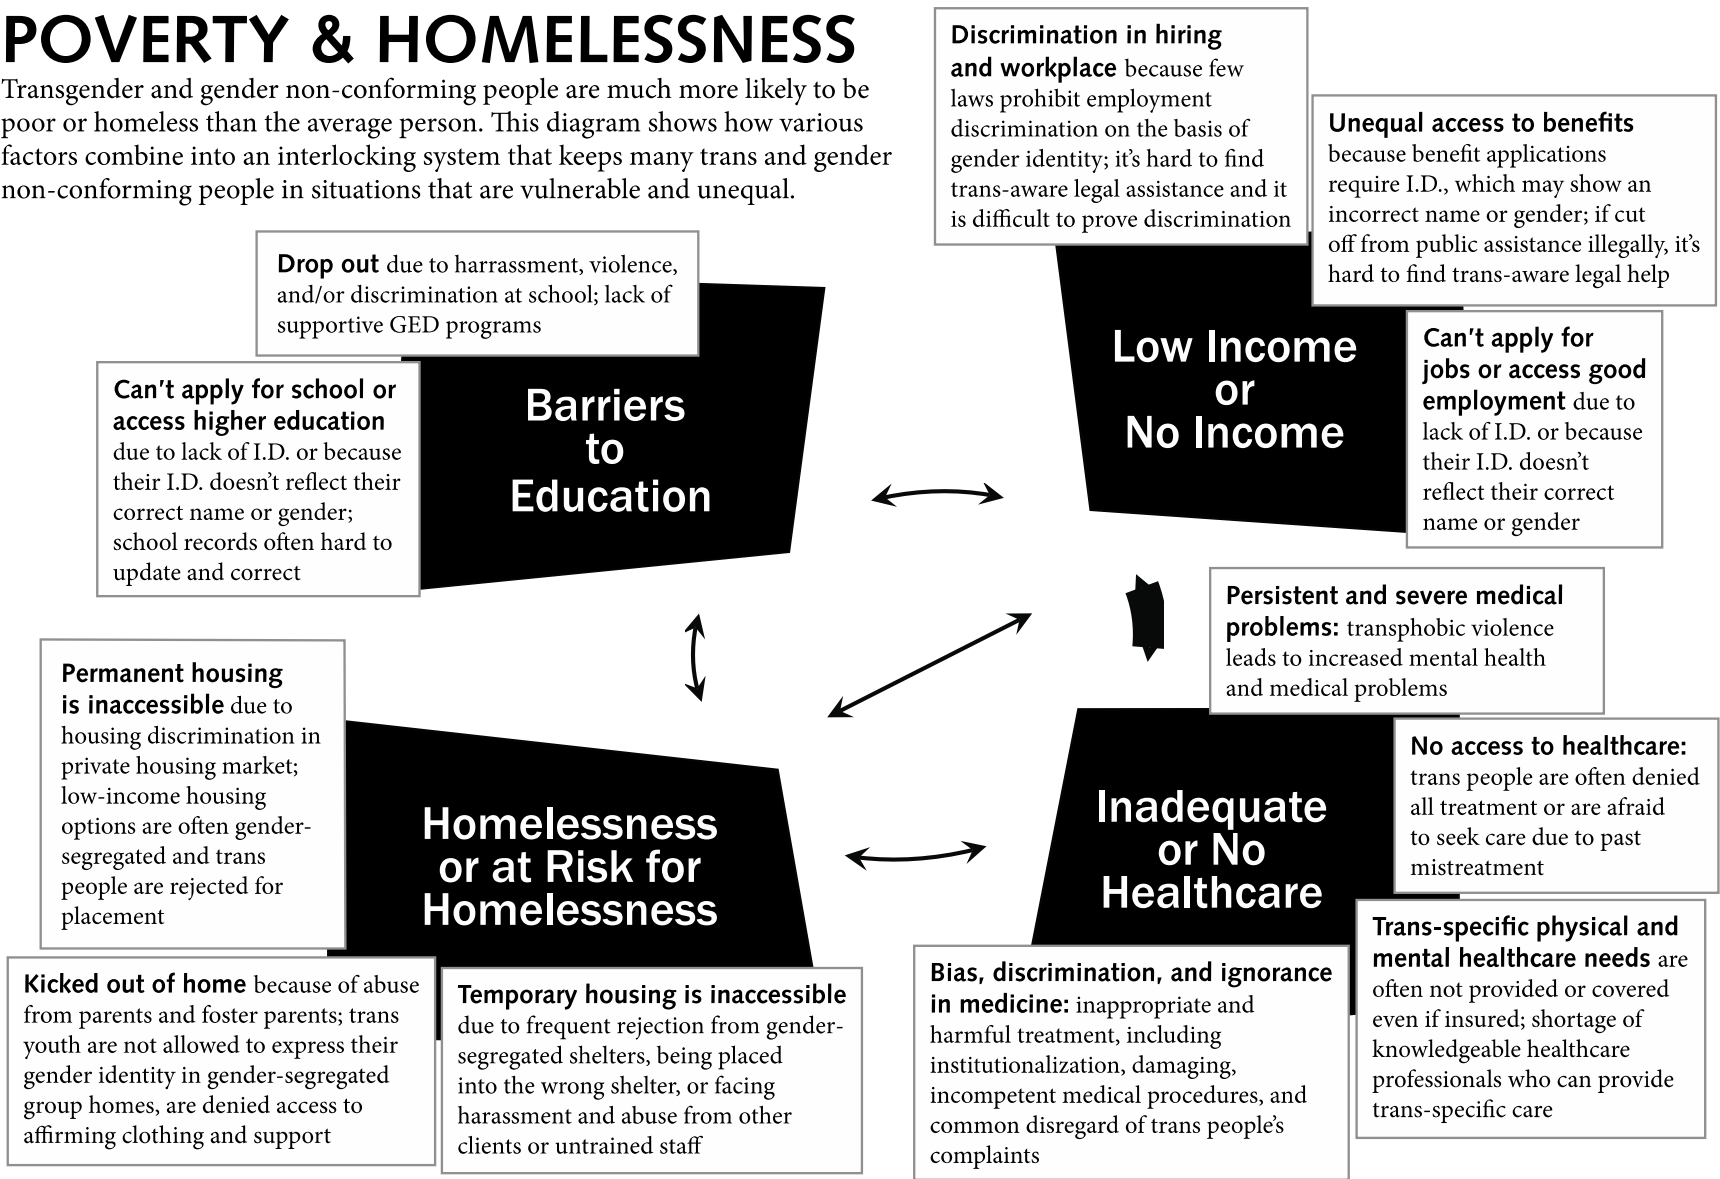 POVERTY & HOMELESSNESS
Transgender and gender non-conforming people are much more likely to be
poor or homeless than the average person. This diagram shows how various
factors combine into an interlocking system that keeps many trans and gender
non-conforming people in situations that are vulnerable and unequal.
Drop out due to harrassment, violence,
and/or discrimination at school; lack of
supportive GED programs
Can't apply for school or
access higher education
due to lack of I.D. or because
their I.D. doesn't reflect their
correct name or gender;
school records often hard to
update and correct
Barriers
to
Education
Discrimination in hiring
and workplace because few
laws prohibit employment
discrimination on the basis of
gender identity; it's hard to find
trans-aware legal assistance and it
is difficult to prove discrimination
Unequal access to benefits
because benefit applications
require I.D., which may show an
incorrect name or gender; if cut
off from public assistance illegally, it's
hard to find trans-aware legal help
Low Income
or
No Income
Can't apply for
jobs or access good
employment due to
lack of I.D. or because
their I.D. doesn't
reflect their correct
name or gender
Permanent housing
is inaccessible due to
housing discrimination in
private housing market;
low-income housing
options are often gender-
segregated and trans
people are rejected for
placement
Homelessness
or at Risk for
Homelessness
Kicked out of home because of abuse
from parents and foster parents; trans
youth are not allowed to express their
gender identity in gender-segregated
group homes, are denied access to
affirming clothing and support
Temporary housing is inaccessible
due to frequent rejection from gender-
segregated shelters, being placed
into the wrong shelter, or facing
harassment and abuse from other
clients or untrained staff
Persistent and severe medical
problems: transphobic violence
leads to increased mental health
and medical problems
No access to healthcare:
trans people are often denied
all treatment or are afraid
to seek care due to past
mistreatment
Inadequate
or No
Healthcare
Trans-specific physical and
mental healthcare needs are
often not provided or covered
even if insured; shortage of
knowledgeable healthcare
professionals who can provide
trans-specific care
Bias, discrimination, and ignorance
in medicine: inappropriate and
harmful treatment, including
institutionalization, damaging,
incompetent medical procedures, and
common disregard of trans people's
complaints